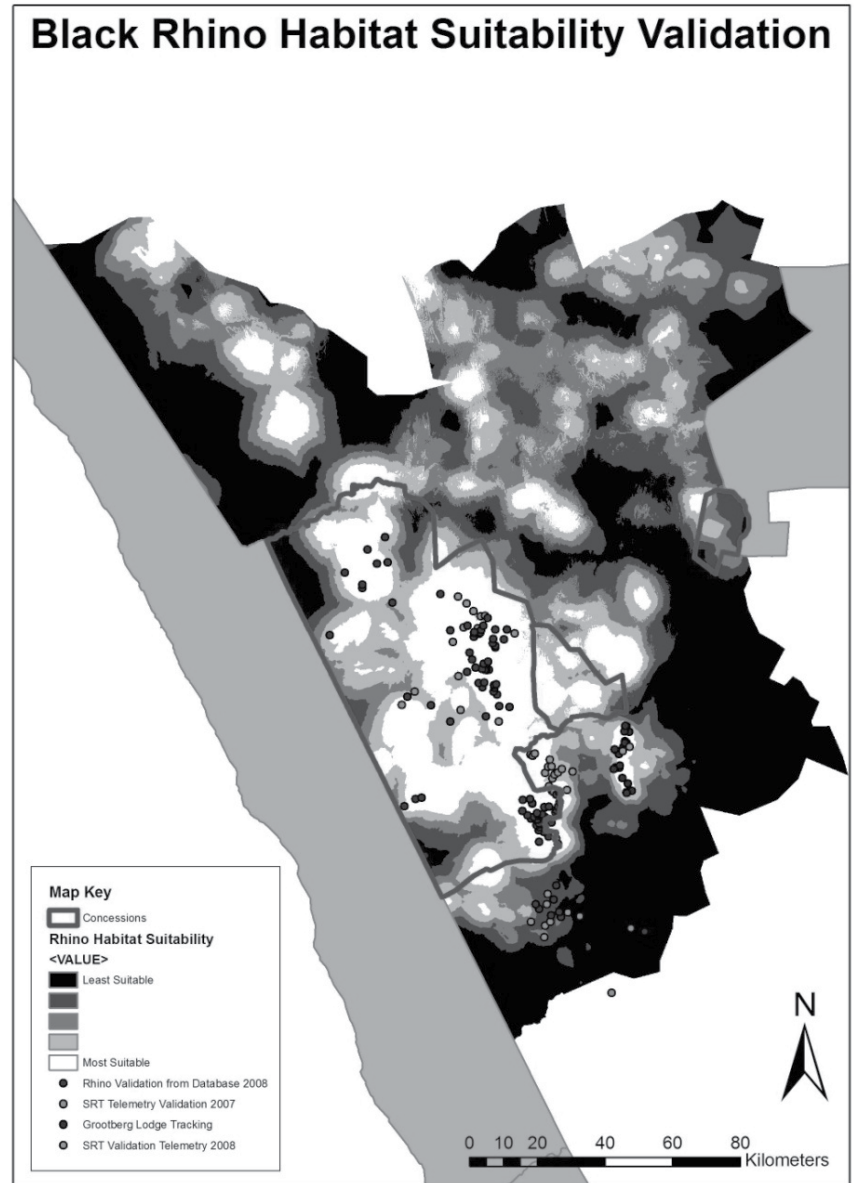 Black Rhino Habitat Suitability Validation
Map Key
Concessions
Rhino Habitat Suitability
<VALUE>
Least Suitable
Most Suitable
Rhino Validation from Database 2008
SRT Telemetry Validation 2007
Grootberg Lodge Tracking
SRT Validation Telemetry 2008
N
0 10 20 40 60 80
Kilometers